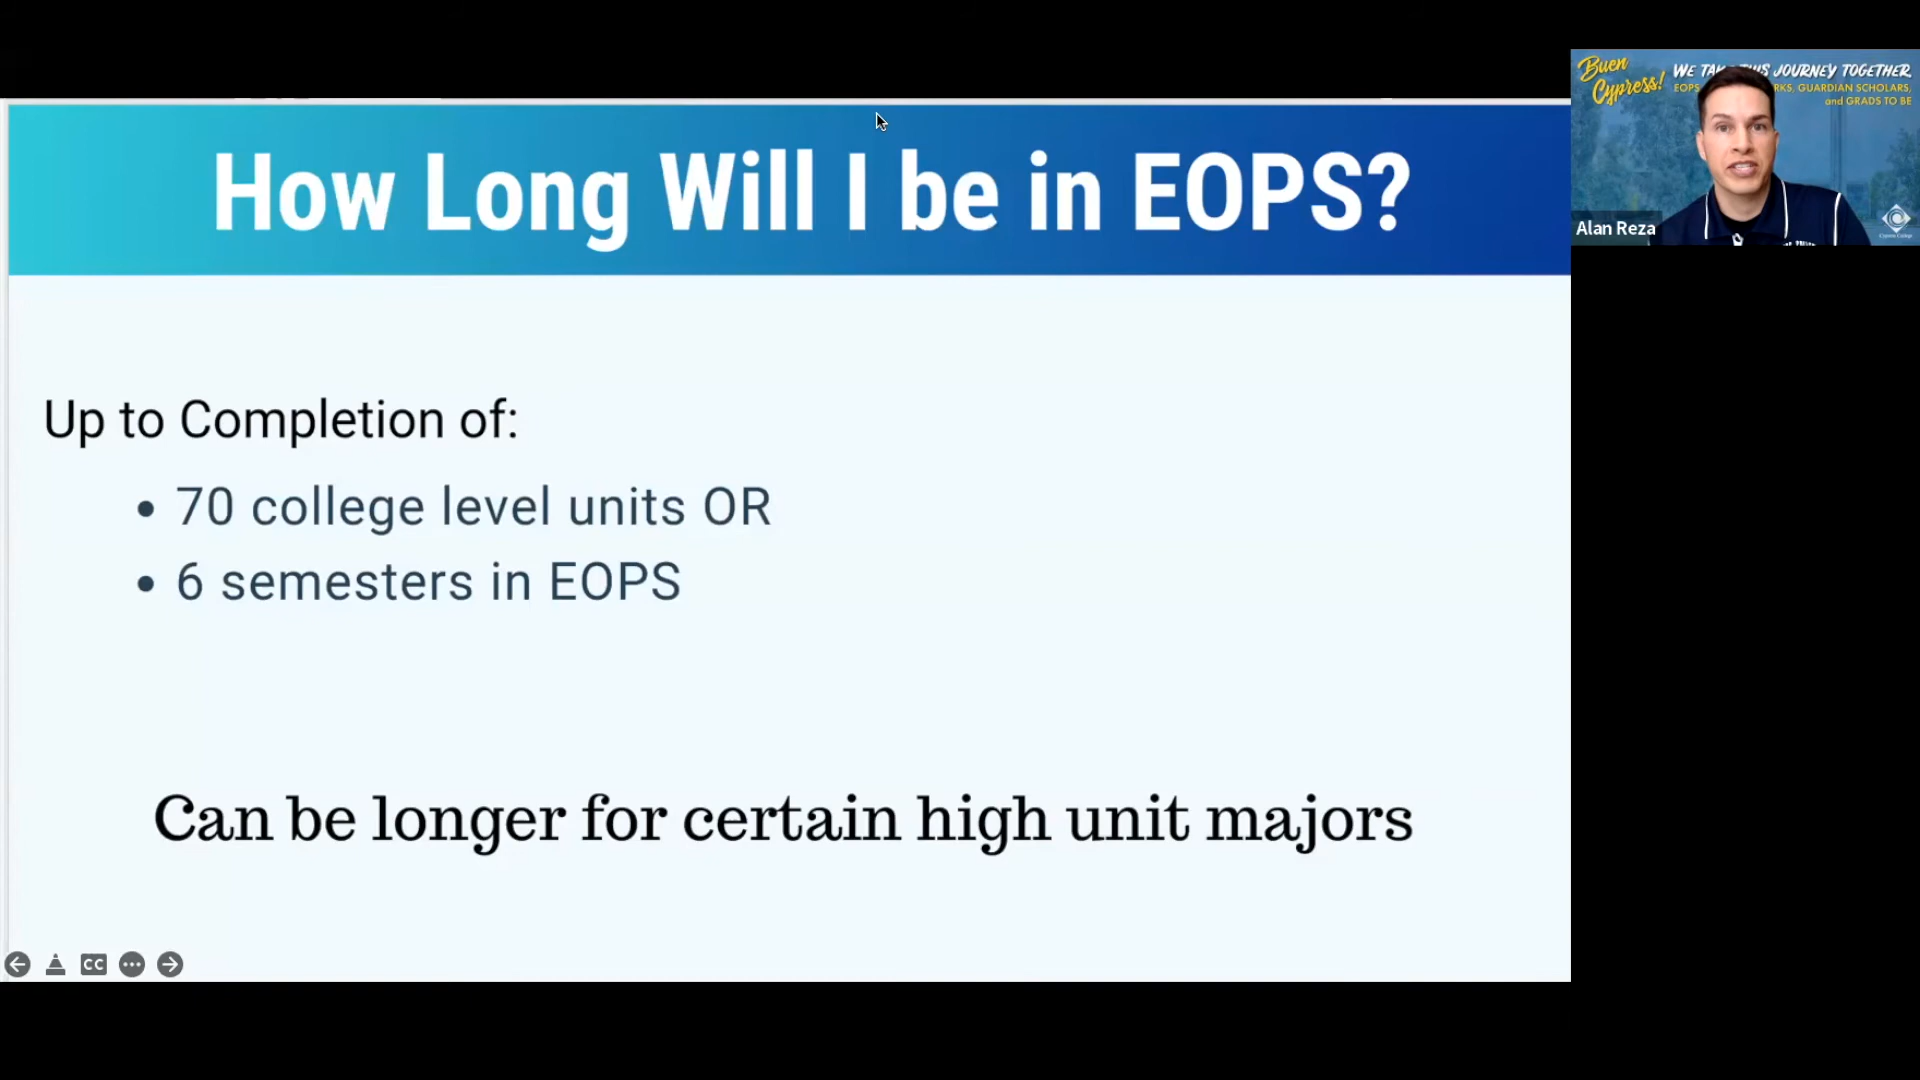 How Long Will I be in EOPS?
Up to Completion of:
• 70 college level units OR
• 6 semesters in EOPS
Can be longer for certain high unit majors
CC
Buen Cypress!
WE THIS JOURNEY TOGETHER
EOPS GUARDIAN SCHOLARS,
and GRADS TO BE
Alan Reza